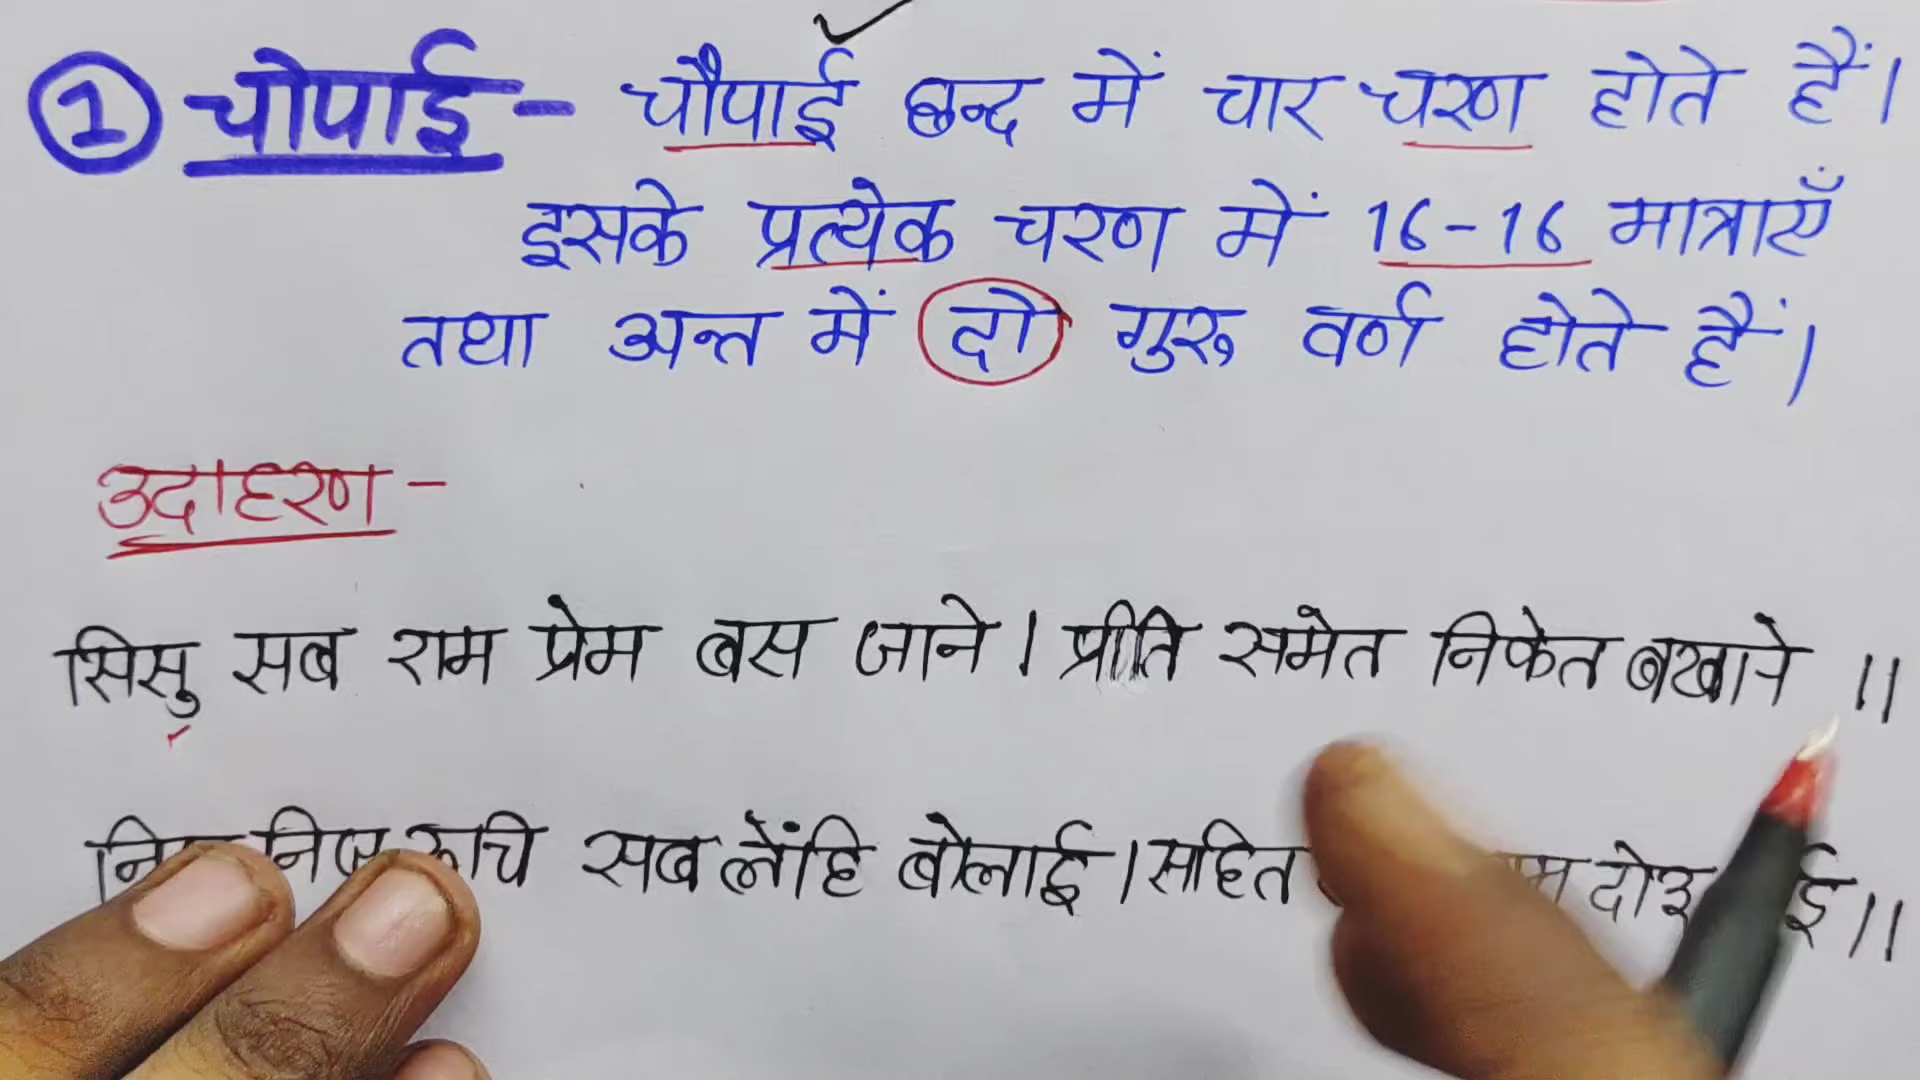 1 चोपाई - चौपाई छन्द में चार चरण होते हैं।
इसके प्रत्येक चरण में 16-16 मात्राएँ
तथा अन्त में दो गुरू वर्ण होते हैं।
उदाहरण -
सिसु सब राम प्रेम बस जाने। प्रीति समेत निकेत बखाने ॥
रूचि सब लेंहि बोलाई। सहित दोउ ॥